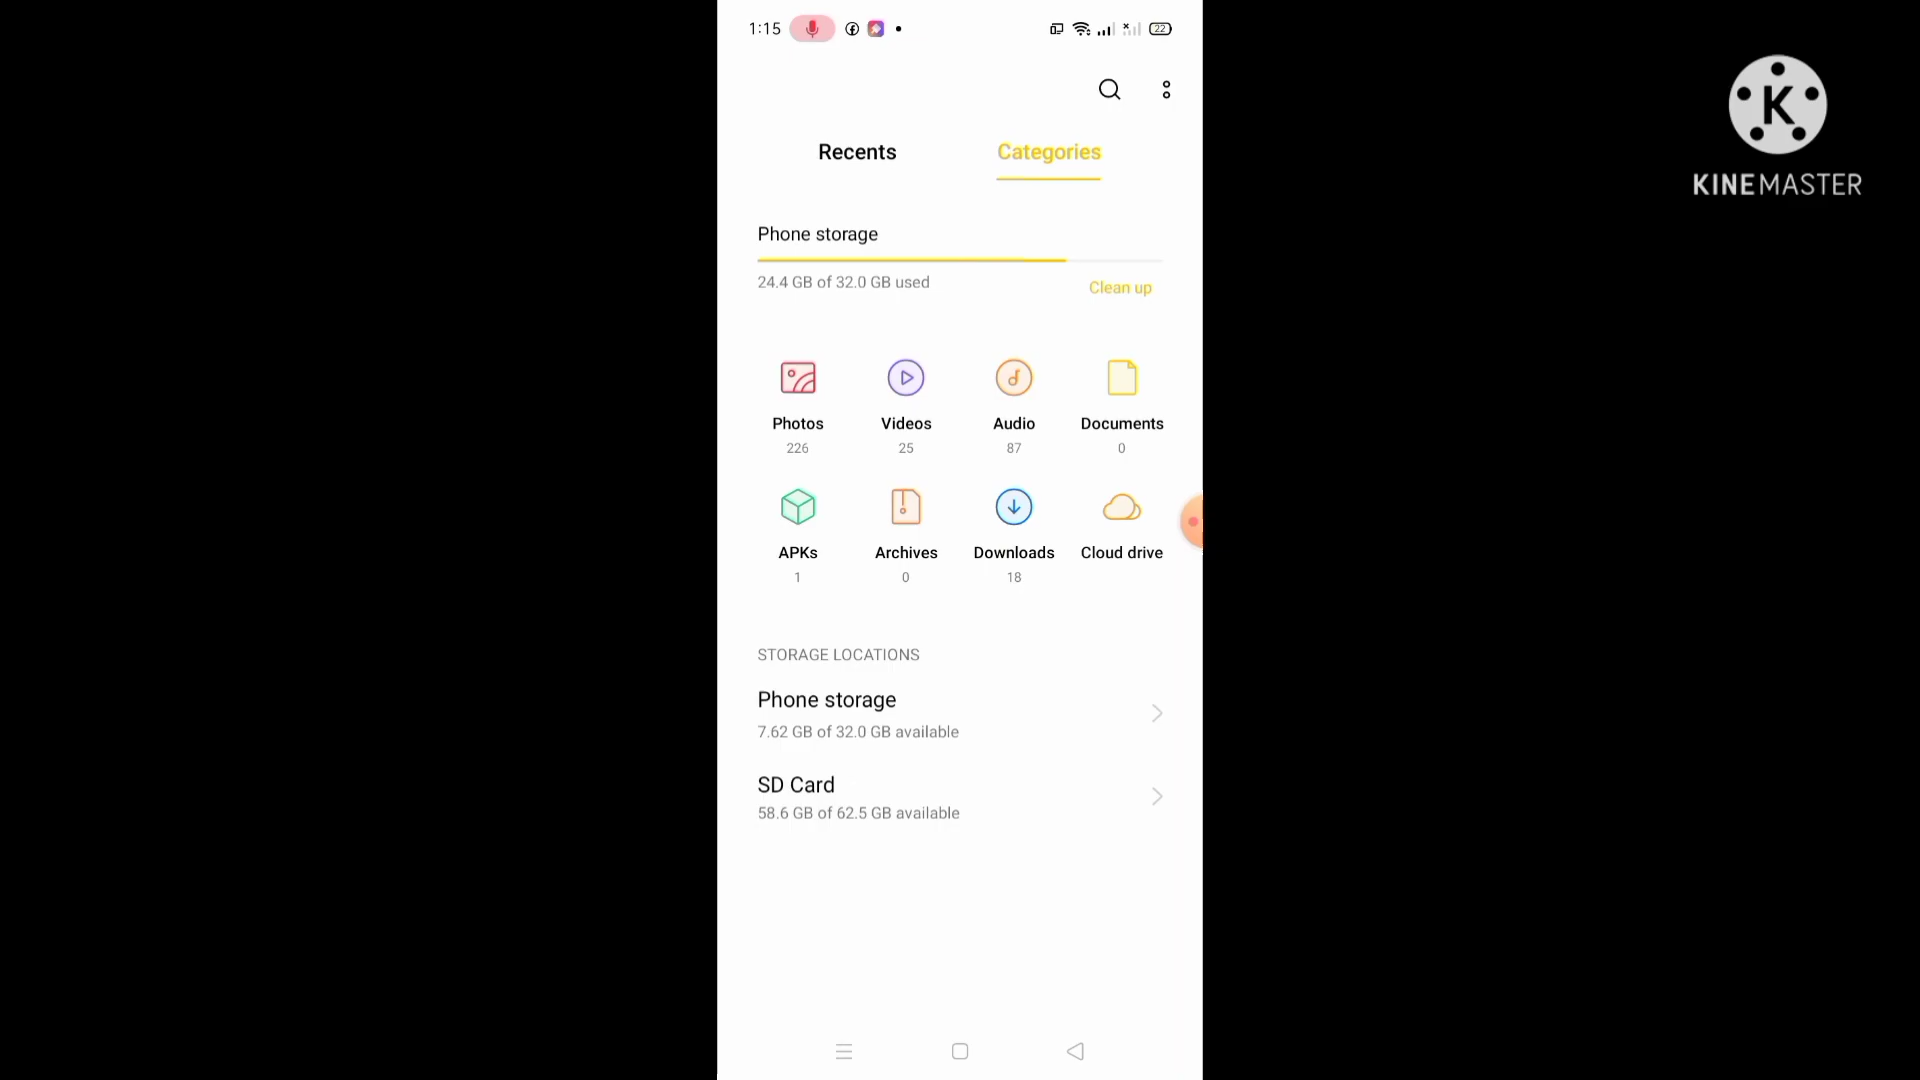 1:15
22
Recents
Categories
Phone storage
24.4 GB of 32.0 GB used
Clean up
Photos
Videos
Audio
Documents
226
25
87
0
APKs
Archives
Downloads
Cloud drive
1
0
18
STORAGE LOCATIONS
Phone storage
7.62 GB of 32.0 GB available
SD Card
58.6 GB of 62.5 GB available
K
KINEMASTER